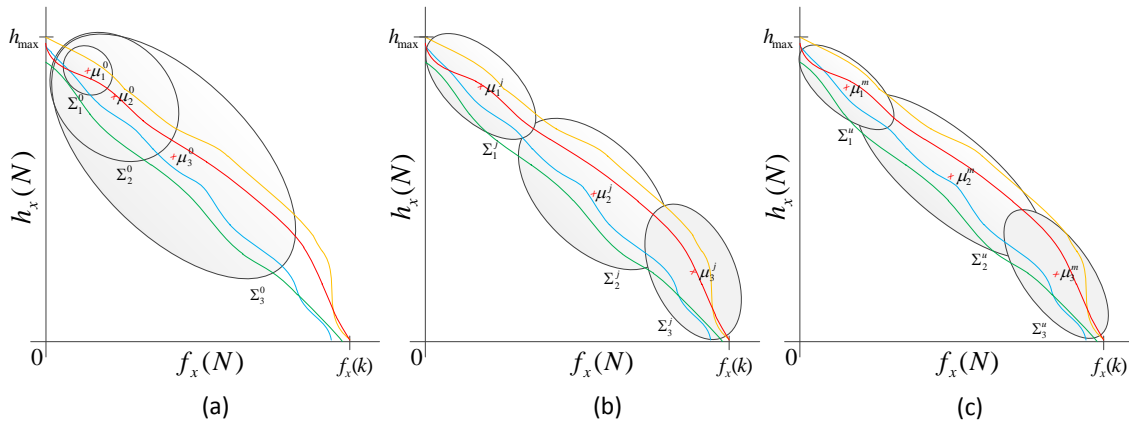 h_max
h_x(N)
μ_1^0
μ_2^0
μ_3^0
Σ_1^0
Σ_2^0
Σ_3^0
0
f_x(N)
f_x(k)
(a)
h_max
h_x(N)
μ_1^j
μ_2^j
μ_3^j
Σ_1^j
Σ_2^j
Σ_3^j
0
f_x(N)
f_x(k)
(b)
h_max
h_x(N)
μ_1^m
μ_2^m
μ_3^m
Σ_1^u
Σ_2^u
Σ_3^u
0
f_x(N)
f_x(k)
(c)